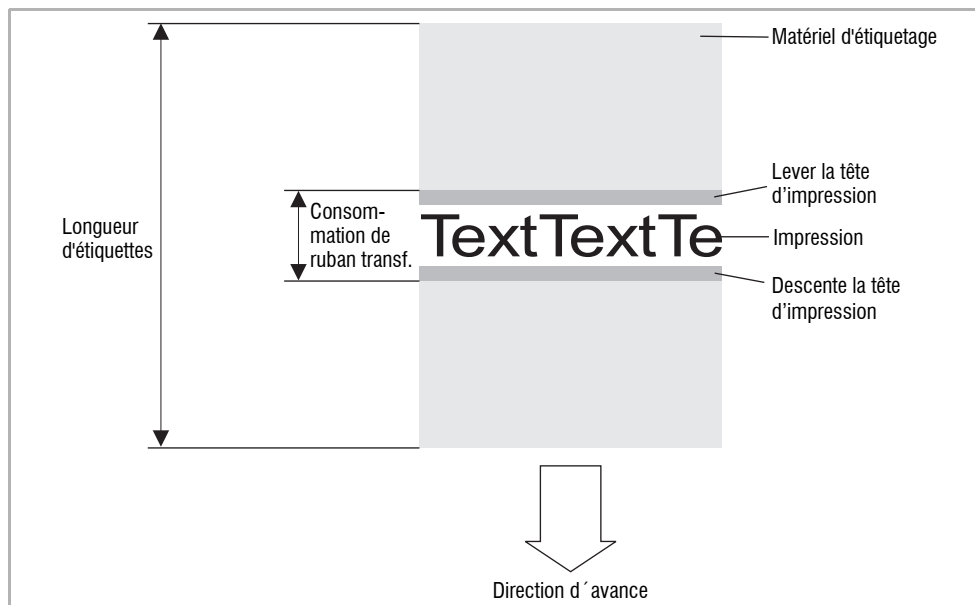 Matériel d'étiquetage
Lever la tête
d'impression
Longueur
d'étiquettes
Consom-
mation de
ruban transf.
TextTextTe
Impression
Descente la tête
d'impression
Direction d´avance